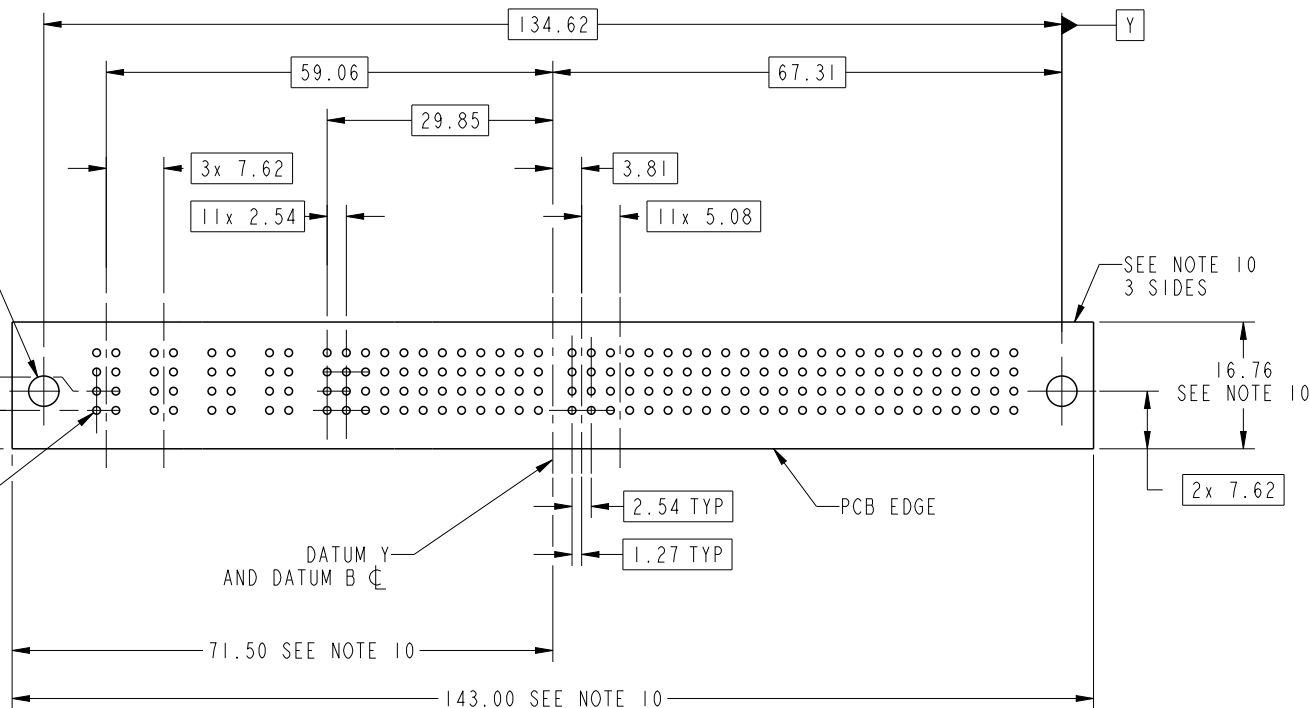 134.62
Y
59.06
67.31
29.85
3x 7.62
3.81
11x 2.54
11x 5.08
SEE NOTE 10
3 SIDES
16.76
SEE NOTE 10
2x 7.62
2.54 TYP
PCB EDGE
1.27 TYP
DATUM Y
AND DATUM B ℄
71.50 SEE NOTE 10
143.00 SEE NOTE 10